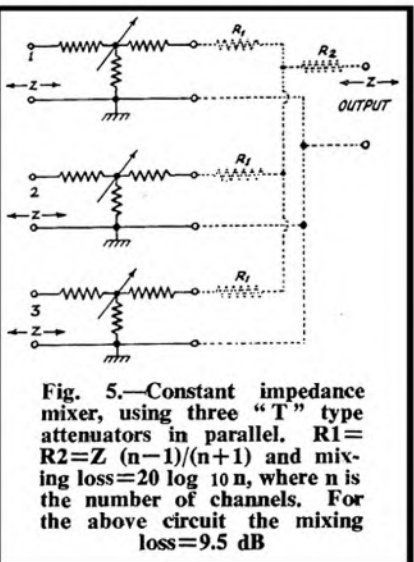 1
R1
R2
Z
Z
OUTPUT
2
R1
Z
3
R1
Z
Fig. 5.—Constant impedance
mixer, using three “T” type
attenuators in parallel. R1=
R2=Z (n—1)/(n+1) and mix-
ing loss=20 log 10 n, where n is
the number of channels. For
the above circuit the mixing
loss=9.5 dB